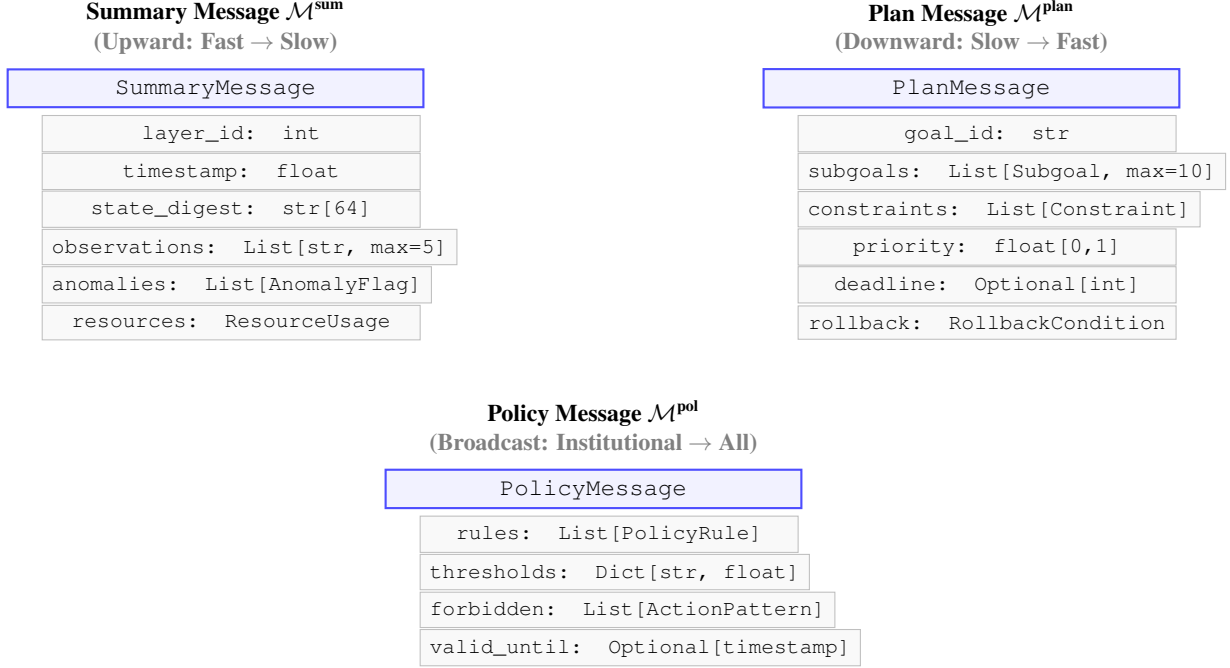 Summary Message 𝓜^sum
(Upward: Fast → Slow)
SummaryMessage
layer_id: int
timestamp: float
state_digest: str[64]
observations: List[str, max=5]
anomalies: List[AnomalyFlag]
resources: ResourceUsage
Plan Message 𝓜^plan
(Downward: Slow → Fast)
PlanMessage
goal_id: str
subgoals: List[Subgoal, max=10]
constraints: List[Constraint]
priority: float[0,1]
deadline: Optional[int]
rollback: RollbackCondition
Policy Message 𝓜^pol
(Broadcast: Institutional → All)
PolicyMessage
rules: List[PolicyRule]
thresholds: Dict[str, float]
forbidden: List[ActionPattern]
valid_until: Optional[timestamp]